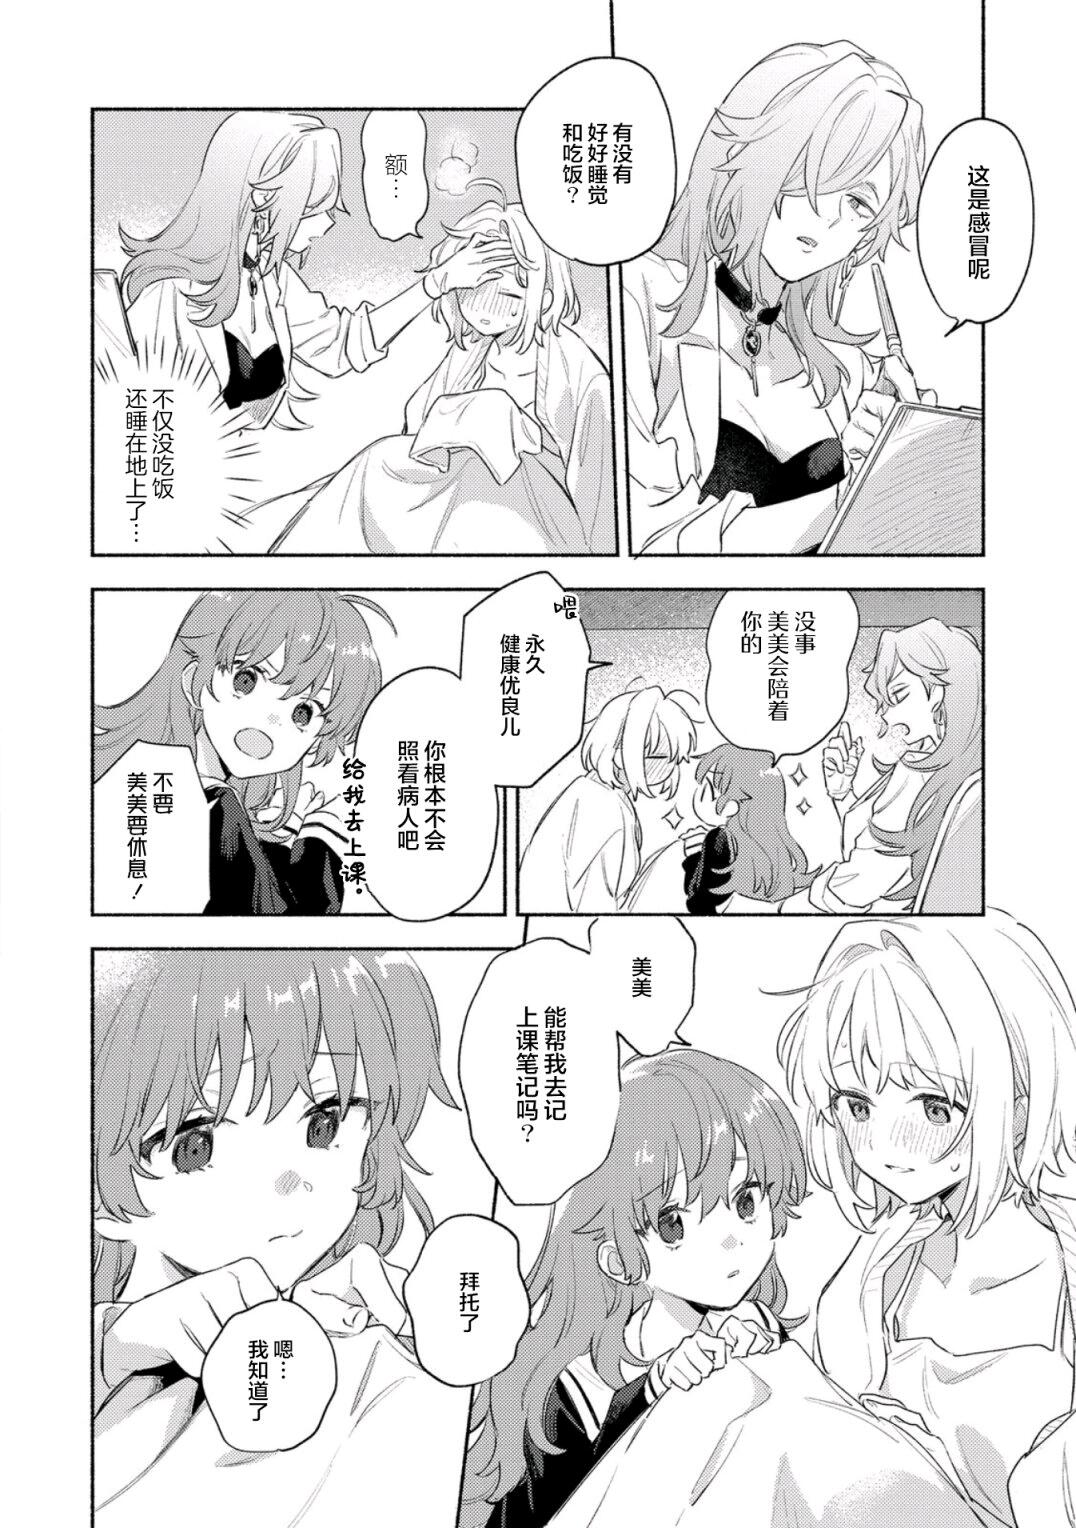 这是感冒呢
有没有
好好睡觉
和吃饭？
额…
不仅没吃饭
还睡在地上了…
没事
美美会陪着
你的
喂
永久
健康优良儿
你根本不会
照看病人吧
给我去上课。
不要
美美要休息！
美美
能帮我去记
上课笔记吗？
拜托了
嗯…
我知道了